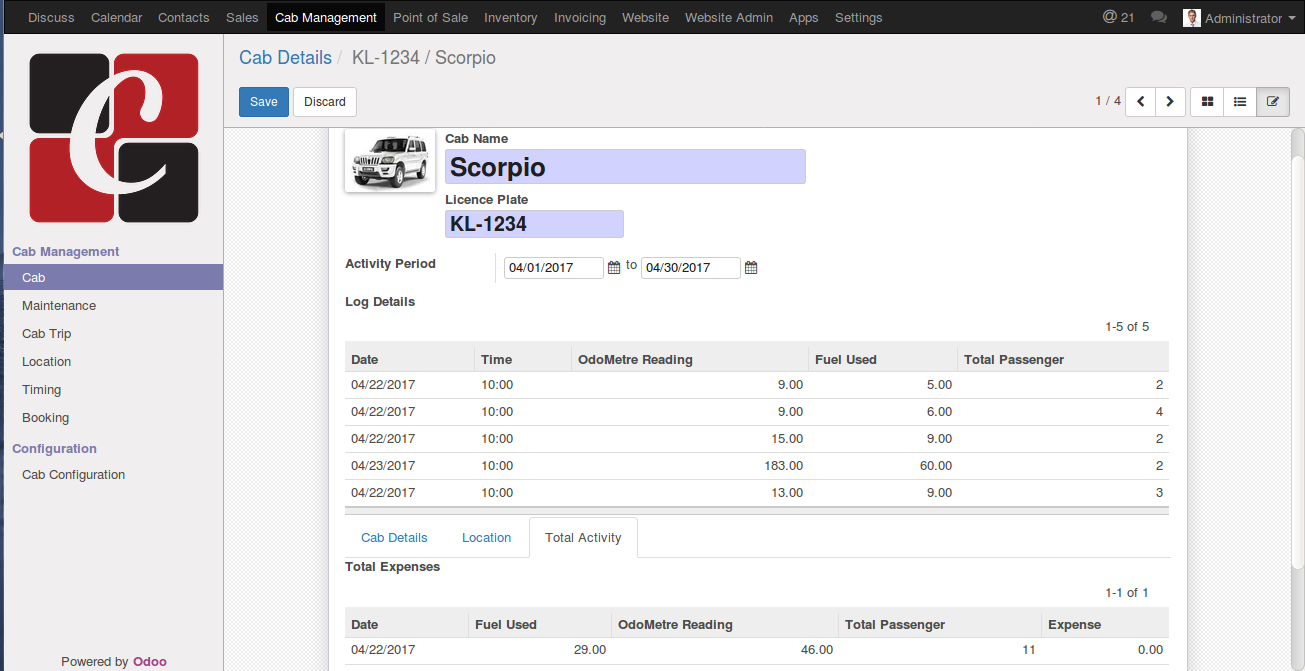 Discuss Calendar Contacts Sales Cab Management Point of Sale Inventory Invoicing Website Website Admin Apps Settings @ 21 Administrator
Cab Details / KL-1234 / Scorpio
Save Discard 1 / 4
Cab Management
Cab
Maintenance
Cab Trip
Location
Timing
Booking
Configuration
Cab Configuration
Powered by Odoo
Cab Name
Scorpio
Licence Plate
KL-1234
Activity Period 04/01/2017 to 04/30/2017
Log Details
1-5 of 5
Date Time OdoMetre Reading Fuel Used Total Passenger
04/22/2017 10:00 9.00 5.00 2
04/22/2017 10:00 9.00 6.00 4
04/22/2017 10:00 15.00 9.00 2
04/23/2017 10:00 183.00 60.00 2
04/22/2017 10:00 13.00 9.00 3
Cab Details Location Total Activity
Total Expenses
1-1 of 1
Date Fuel Used OdoMetre Reading Total Passenger Expense
04/22/2017 29.00 46.00 11 0.00